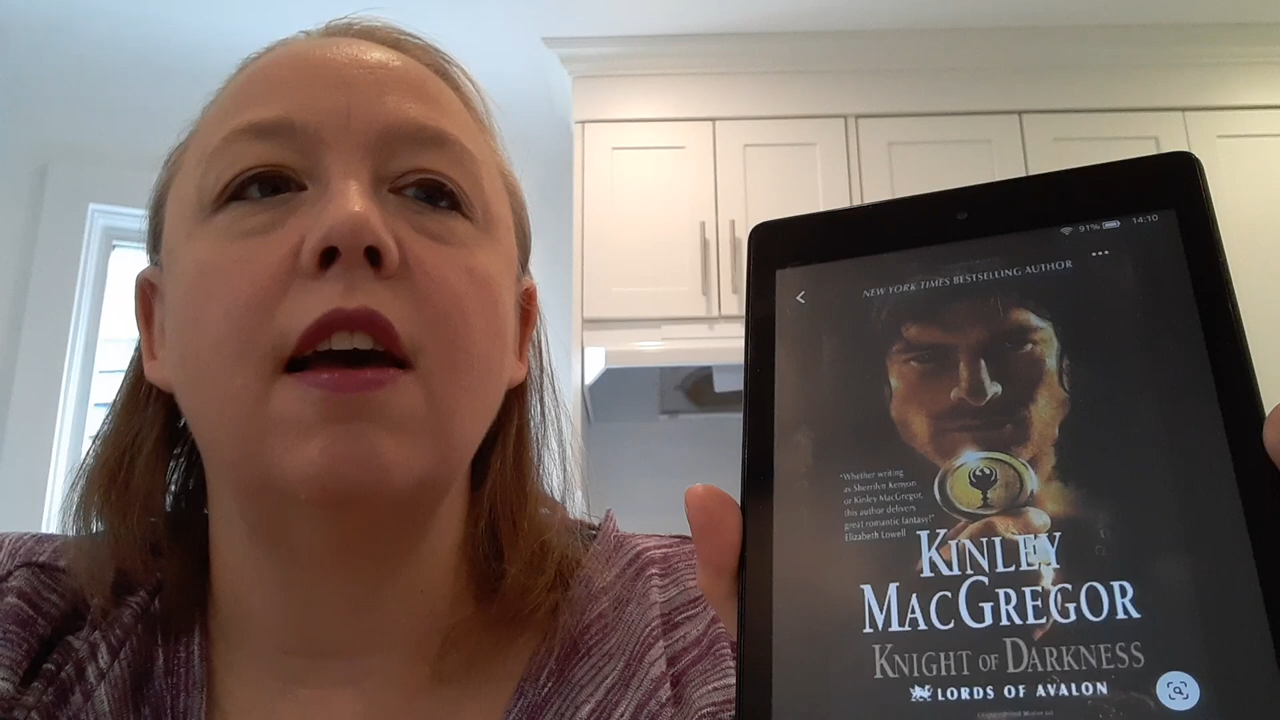 91% 14:10
NEW YORK TIMES BESTSELLING AUTHOR
"Whether writing
as Sherrilyn Kenyon
or Kinley MacGregor,
this author delivers
great romantic fantasy!"
Elizabeth Lowell
KINLEY
MACGREGOR
KNIGHT OF DARKNESS
LORDS OF AVALON